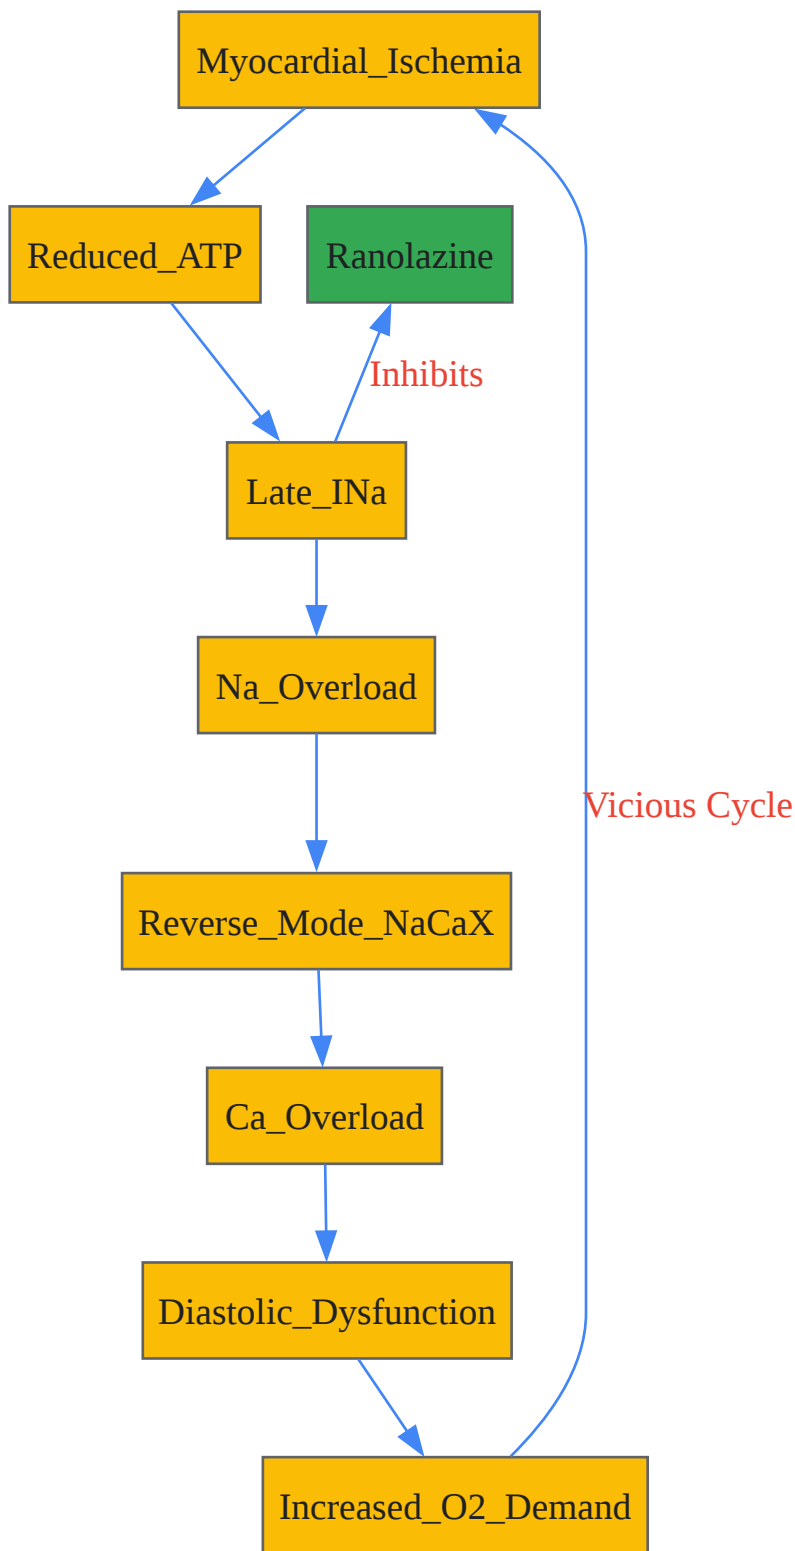 Myocardial_Ischemia
Reduced_ATP
Ranolazine
Inhibits
Late_INa
Na_Overload
Vicious Cycle
Reverse_Mode_NaCaX
Ca_Overload
Diastolic_Dysfunction
Increased_O2_Demand